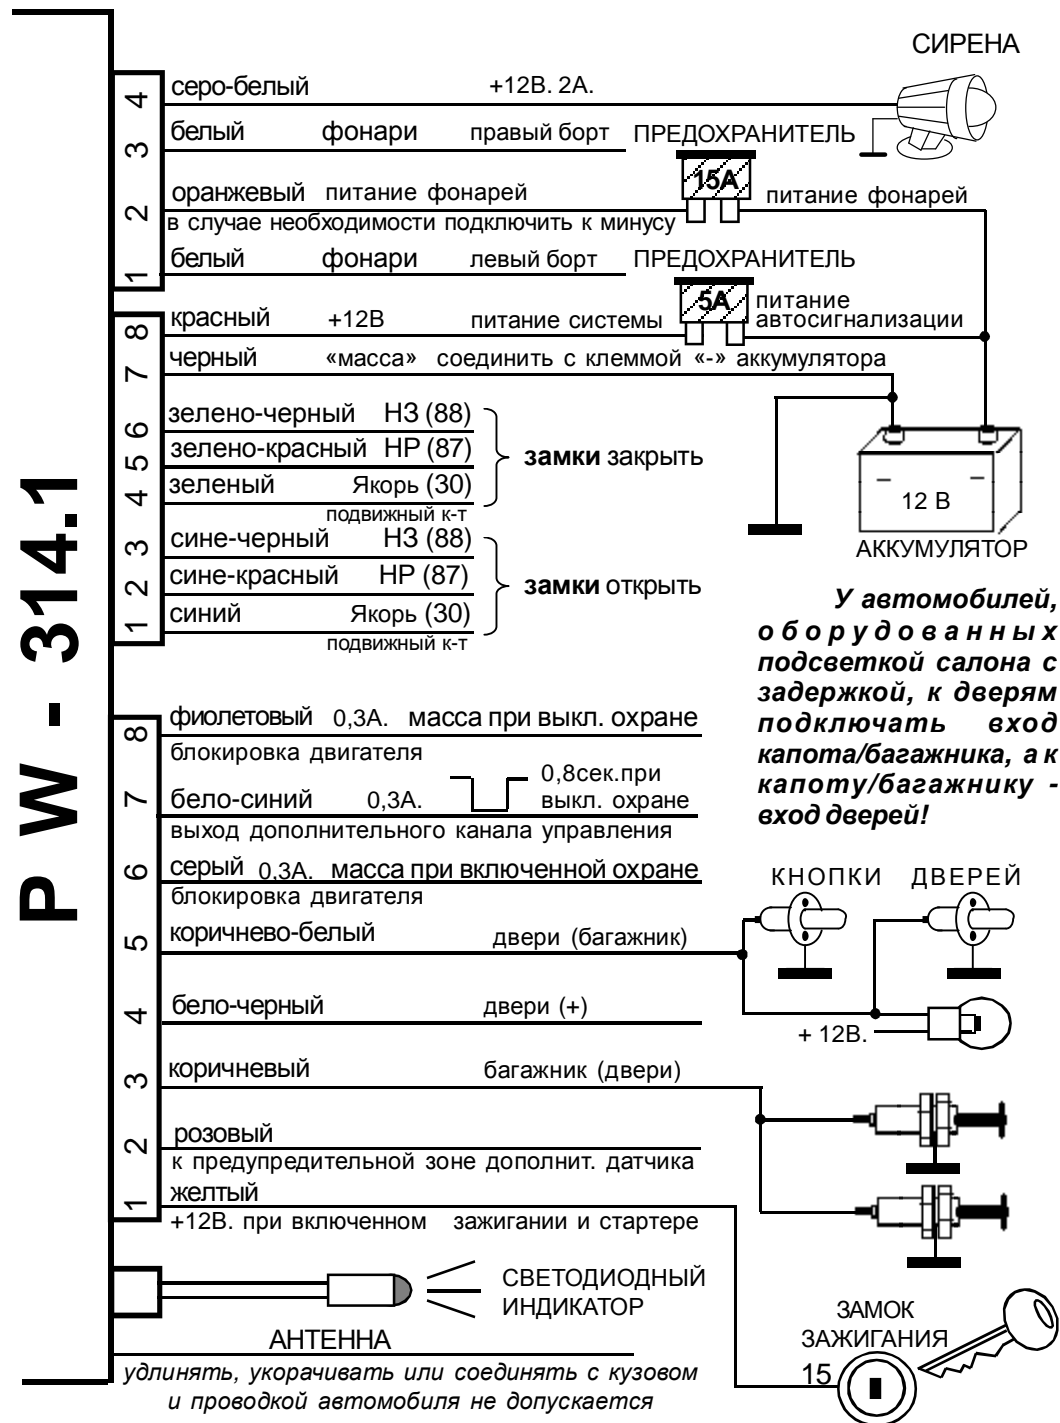 СИРЕНА
4 серо-белый +12В. 2А.
3 белый фонари правый борт ПРЕДОХРАНИТЕЛЬ
15А
2 оранжевый питание фонарей питание фонарей
в случае необходимости подключить к минусу
1 белый фонари левый борт ПРЕДОХРАНИТЕЛЬ
5А
8 красный +12В питание системы питание
автосигнализации
7 черный «масса» соединить с клеммой «-» аккумулятора
6 зелено-черный НЗ (88)
5 зелено-красный НР (87) замки закрыть
4 зеленый Якорь (30)
подвижный к-т
3 сине-черный НЗ (88)
2 сине-красный НР (87) замки открыть
1 синий Якорь (30)
подвижный к-т
12 В
АККУМУЛЯТОР
PW - 314.1
У автомобилей,
оборудованных
подсветкой салона с
задержкой, к дверям
подключать вход
капота/багажника, а к
капоту/багажнику -
вход дверей!
8 фиолетовый 0,3А. масса при выкл. охране
блокировка двигателя
7 бело-синий 0,3А. 0,8сек.при
выкл. охране
выход дополнительного канала управления
6 серый 0,3А. масса при включенной охране
блокировка двигателя
КНОПКИ ДВЕРЕЙ
5 коричнево-белый двери (багажник)
4 бело-черный двери (+)
+ 12В.
3 коричневый багажник (двери)
2 розовый
к предупредительной зоне дополнит. датчика
1 желтый
+12В. при включенном зажигании и стартере
СВЕТОДИОДНЫЙ
ИНДИКАТОР
ЗАМОК
ЗАЖИГАНИЯ
15
АНТЕННА
удлинять, укорачивать или соединять с кузовом
и проводкой автомобиля не допускается